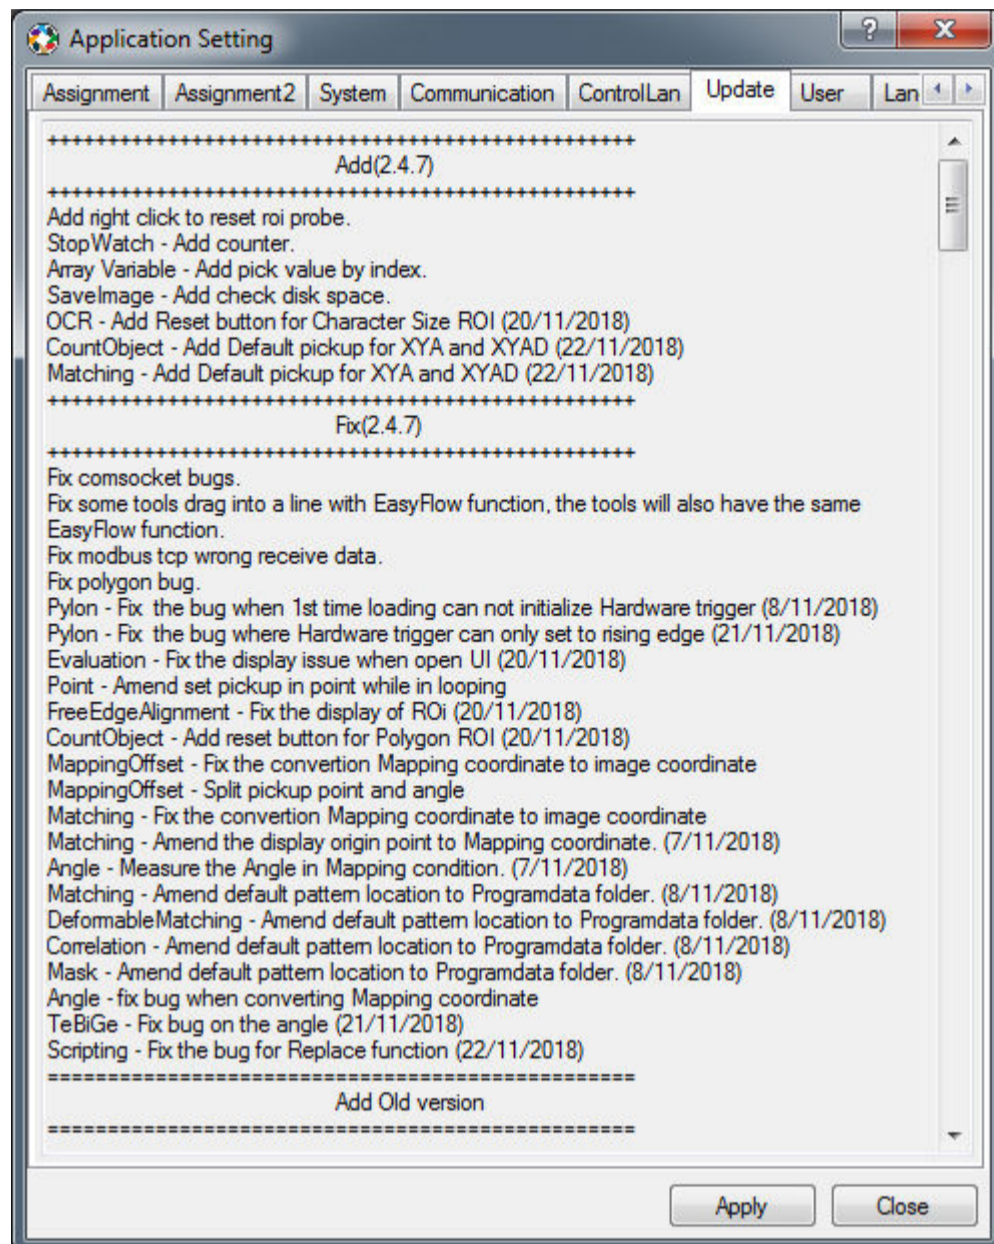 Application Setting
Assignment Assignment2 System Communication ControlLan Update User Lan
++++++++++++++++++++++++++++++++++++++++++++++++
Add(2.4.7)
++++++++++++++++++++++++++++++++++++++++++++++++
Add right click to reset roi probe.
StopWatch - Add counter.
Array Variable - Add pick value by index.
SaveImage - Add check disk space.
OCR - Add Reset button for Character Size ROI (20/11/2018)
CountObject - Add Default pickup for XYA and XYAD (22/11/2018)
Matching - Add Default pickup for XYA and XYAD (22/11/2018)
++++++++++++++++++++++++++++++++++++++++++++++++
Fix(2.4.7)
++++++++++++++++++++++++++++++++++++++++++++++++
Fix comsocket bugs.
Fix some tools drag into a line with EasyFlow function, the tools will also have the same
EasyFlow function.
Fix modbus tcp wrong receive data.
Fix polygon bug.
Pylon - Fix  the bug when 1st time loading can not initialize Hardware trigger (8/11/2018)
Pylon - Fix  the bug where Hardware trigger can only set to rising edge (21/11/2018)
Evaluation - Fix the display issue when open UI (20/11/2018)
Point - Amend set pickup in point while in looping
FreeEdgeAlignment - Fix the display of ROi (20/11/2018)
CountObject - Add reset button for Polygon ROI (20/11/2018)
MappingOffset - Fix the convertion Mapping coordinate to image coordinate
MappingOffset - Split pickup point and angle
Matching - Fix the convertion Mapping coordinate to image coordinate
Matching - Amend the display origin point to Mapping coordinate. (7/11/2018)
Angle - Measure the Angle in Mapping condition. (7/11/2018)
Matching - Amend default pattern location to Programdata folder. (8/11/2018)
DeformableMatching - Amend default pattern location to Programdata folder. (8/11/2018)
Correlation - Amend default pattern location to Programdata folder. (8/11/2018)
Mask - Amend default pattern location to Programdata folder. (8/11/2018)
Angle - fix bug when converting Mapping coordinate
TeBiGe - Fix bug on the angle (21/11/2018)
Scripting - Fix the bug for Replace function (22/11/2018)
================================================
Add Old version
================================================
Apply Close